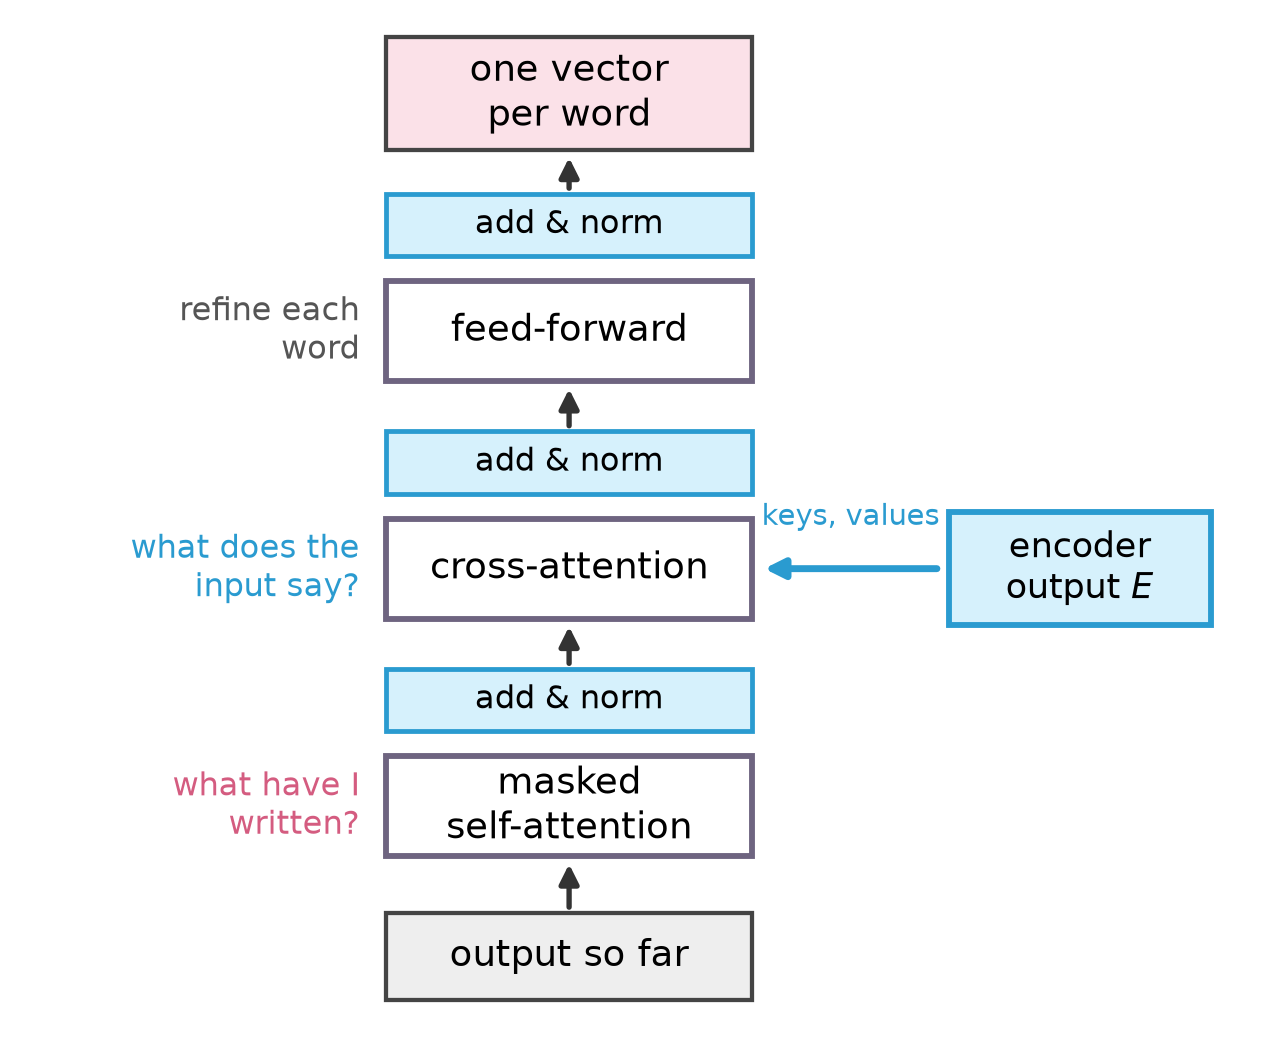 one vector
per word
add & norm
refine each
word
feed-forward
add & norm
what does the
input say?
cross-attention
keys, values
encoder
output E
add & norm
what have I
written?
masked
self-attention
output so far